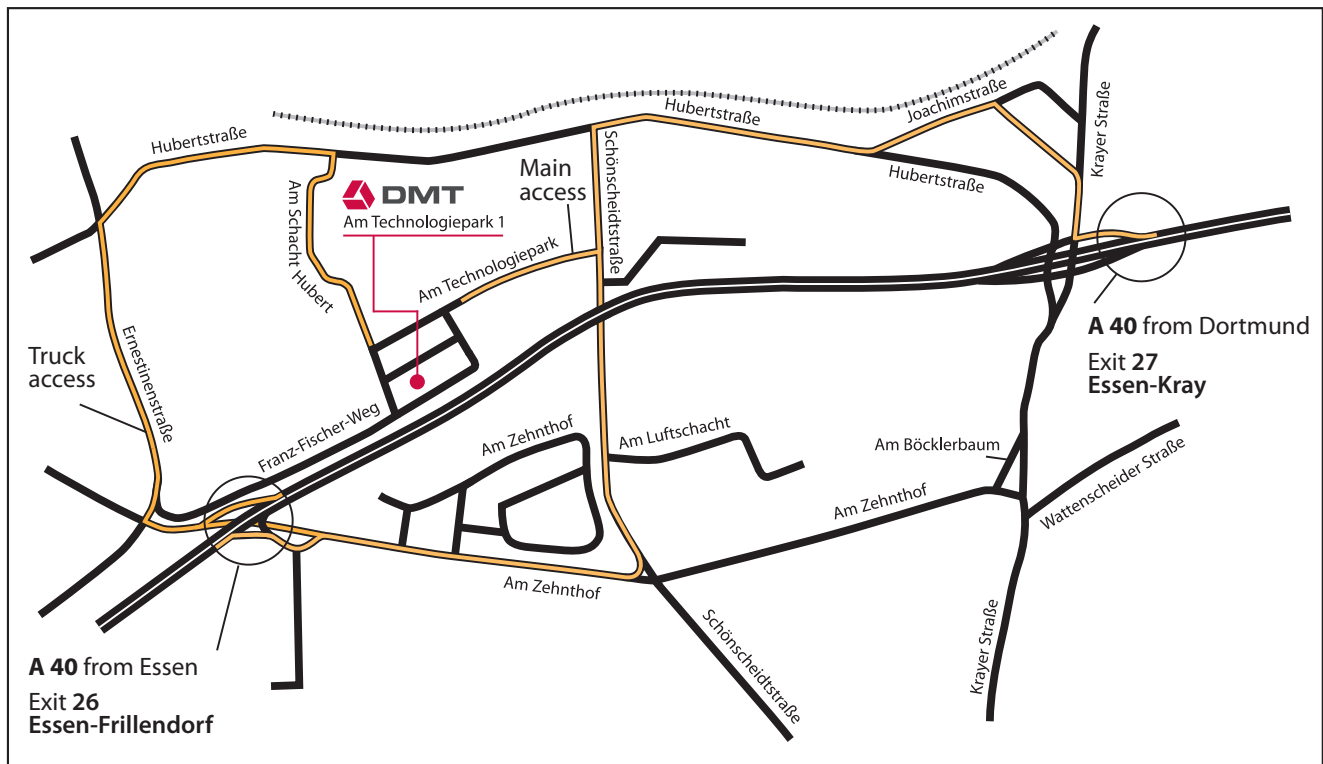 Hubertstraße
Hubertstraße
Joachimstraße
Krayer Straße
Hubertstraße
Schönscheidtstraße
Main
access
DMT
Am Technologiepark 1
Am Schacht Hubert
Am Technologiepark
Truck
access
Ernestinenstraße
A 40 from Dortmund
Exit 27
Essen-Kray
Franz-Fischer-Weg
Am Zehnthof
Am Luftschacht
Am Böcklerbaum
Wattenscheider Straße
Am Zehnthof
Am Zehnthof
Schönscheidtstraße
Krayer Straße
A 40 from Essen
Exit 26
Essen-Frillendorf